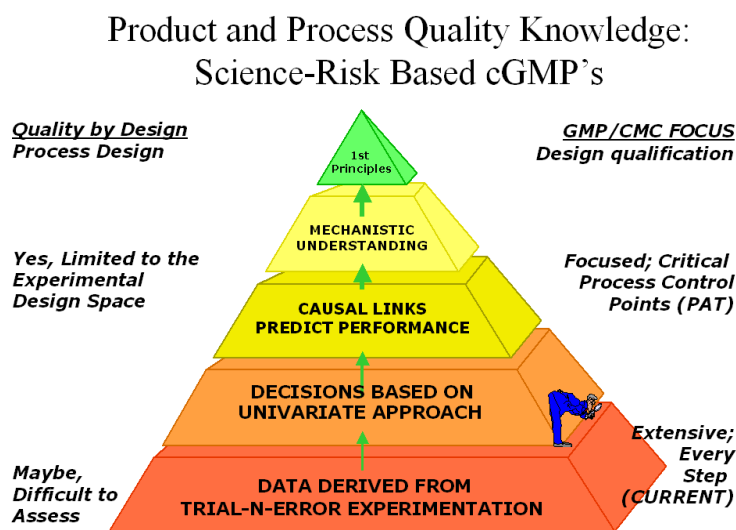 Product and Process Quality Knowledge:
Science-Risk Based cGMP's
Quality by Design
Process Design
GMP/CMC FOCUS
Design qualification
1st
Principles
MECHANISTIC
UNDERSTANDING
Yes, Limited to the
Experimental
Design Space
Focused; Critical
Process Control
Points (PAT)
CAUSAL LINKS
PREDICT PERFORMANCE
DECISIONS BASED ON
UNIVARIATE APPROACH
Maybe,
Difficult to
Assess
Extensive;
Every
Step
(CURRENT)
DATA DERIVED FROM
TRIAL-N-ERROR EXPERIMENTATION